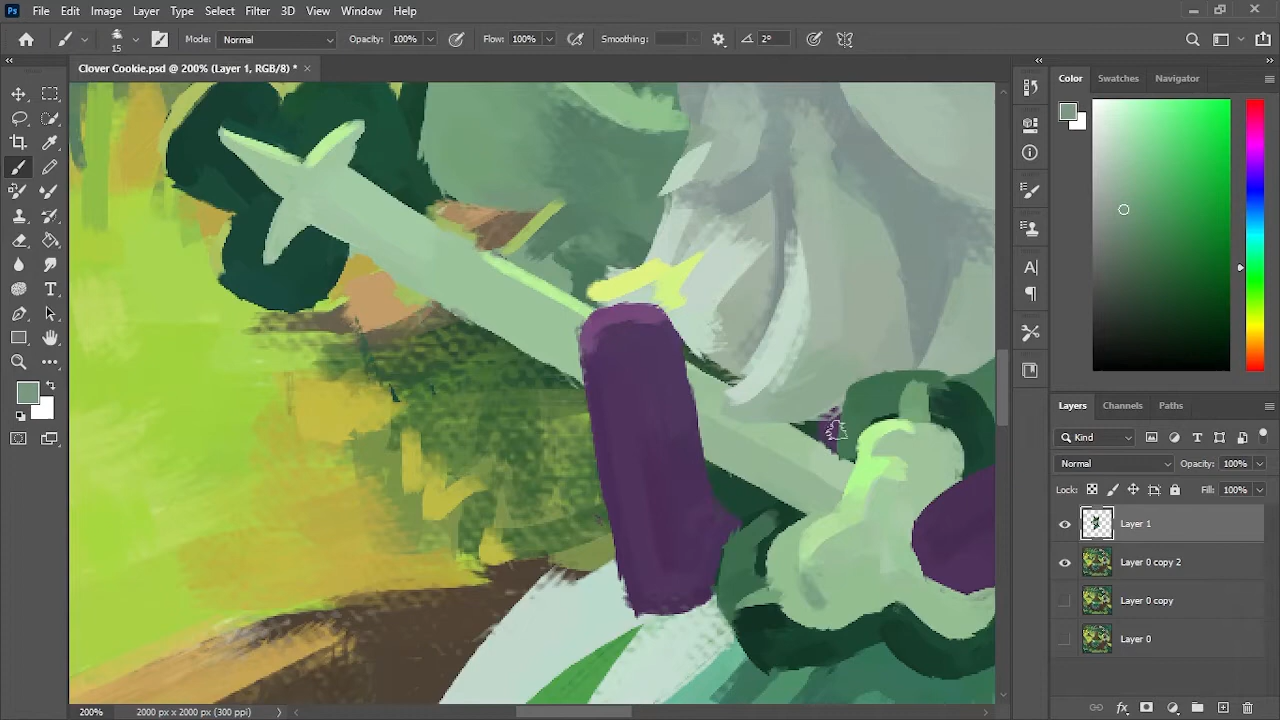 Ps File Edit Image Layer Type Select Filter 3D View Window Help
15 Mode: Normal Opacity: 100% Flow: 100% Smoothing: 2°
Clover Cookie.psd @ 200% (Layer 1, RGB/8) * ×
Color Swatches Navigator
Layers Channels Paths
Kind
Normal Opacity: 100%
Lock: Fill: 100%
Layer 1
Layer 0 copy 2
Layer 0 copy
Layer 0
200% 2000 px x 2000 px (300 ppi)